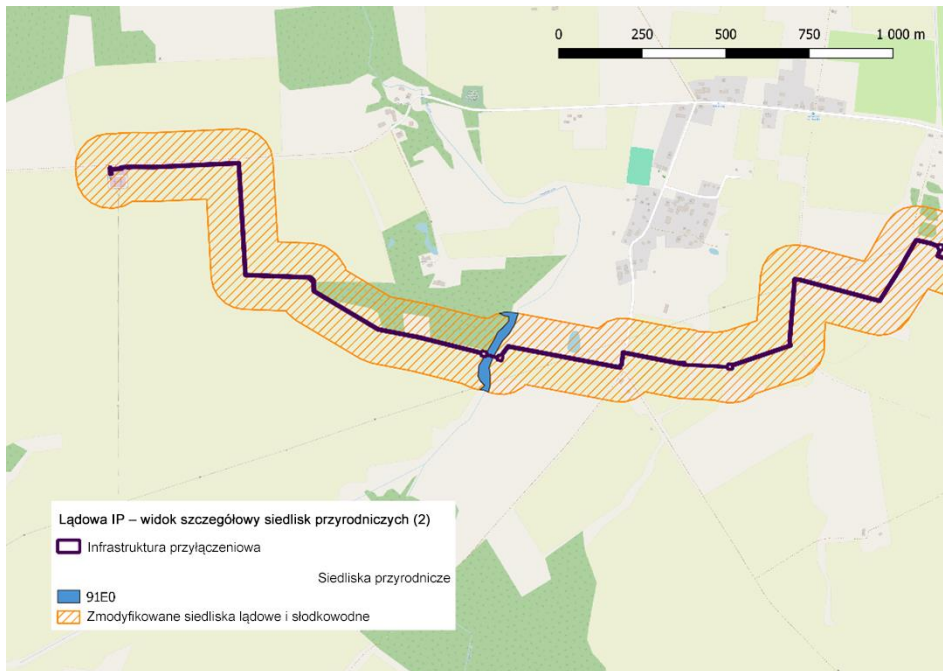 0 250 500 750 1 000 m
Lądowa IP – widok szczegółowy siedlisk przyrodniczych (2)
Infrastruktura przyłączeniowa
Siedliska przyrodnicze
91E0
Zmodyfikowane siedliska lądowe i słodkowodne